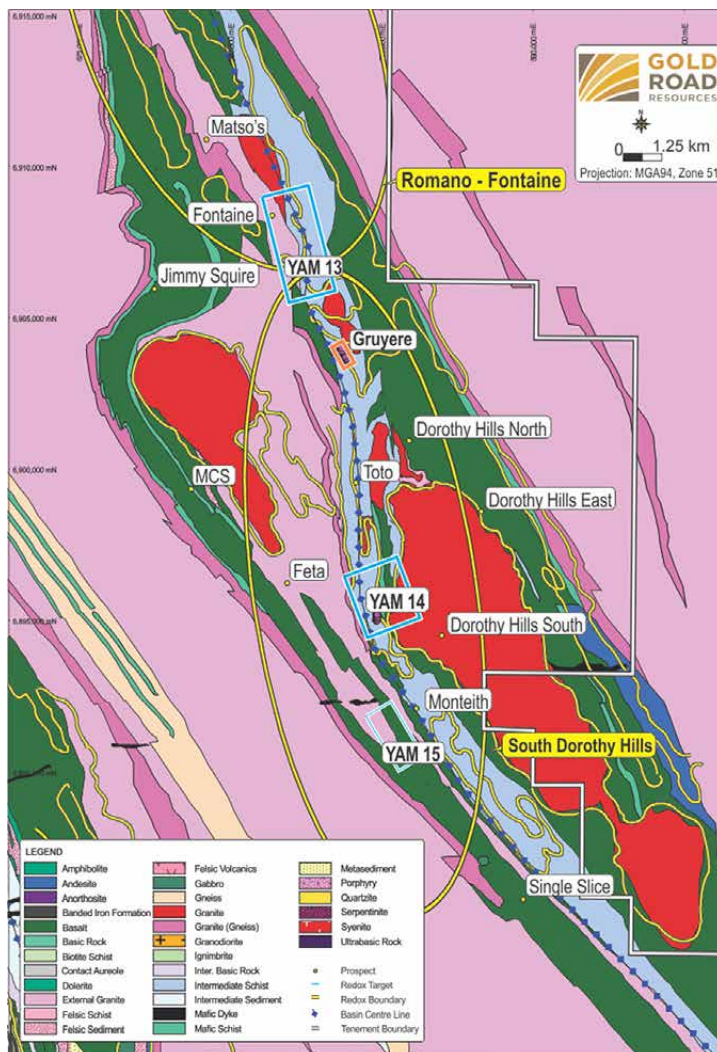 6,915,000 mN
GOLD
ROAD
RESOURCES
N
0 1.25 km
Projection: MGA94, Zone 51
Matso's
6,910,000 mN
Romano - Fontaine
Fontaine
YAM 13
Jimmy Squire
6,905,000 mN
Gruyere
Dorothy Hills North
6,900,000 mN
MCS
Toto
Dorothy Hills East
Feta
YAM 14
6,895,000 mN
Dorothy Hills South
Monteith
YAM 15
South Dorothy Hills
Single Slice
LEGEND
Amphibolite
Andesite
Anorthosite
Banded Iron Formation
Basalt
Basic Rock
Biotite Schist
Contact Aureole
Dolerite
External Granite
Felsic Schist
Felsic Sediment
Felsic Volcanics
Gabbro
Gneiss
Granite
Granite (Gneiss)
Granodiorite
Ignimbrite
Inter. Basic Rock
Intermediate Schist
Intermediate Sediment
Mafic Dyke
Mafic Schist
Metasediment
Porphyry
Quartzite
Serpentinite
Syenite
Ultrabasic Rock
Prospect
Redox Target
Redox Boundary
Basin Centre Line
Tenement Boundary